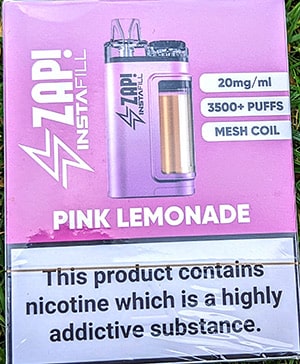 ZAP!
INSTAFILL
ZAP!
INSTAFILL
20mg/ml
3500+ PUFFS
MESH COIL
PINK LEMONADE
This product contains
nicotine which is a highly
addictive substance.